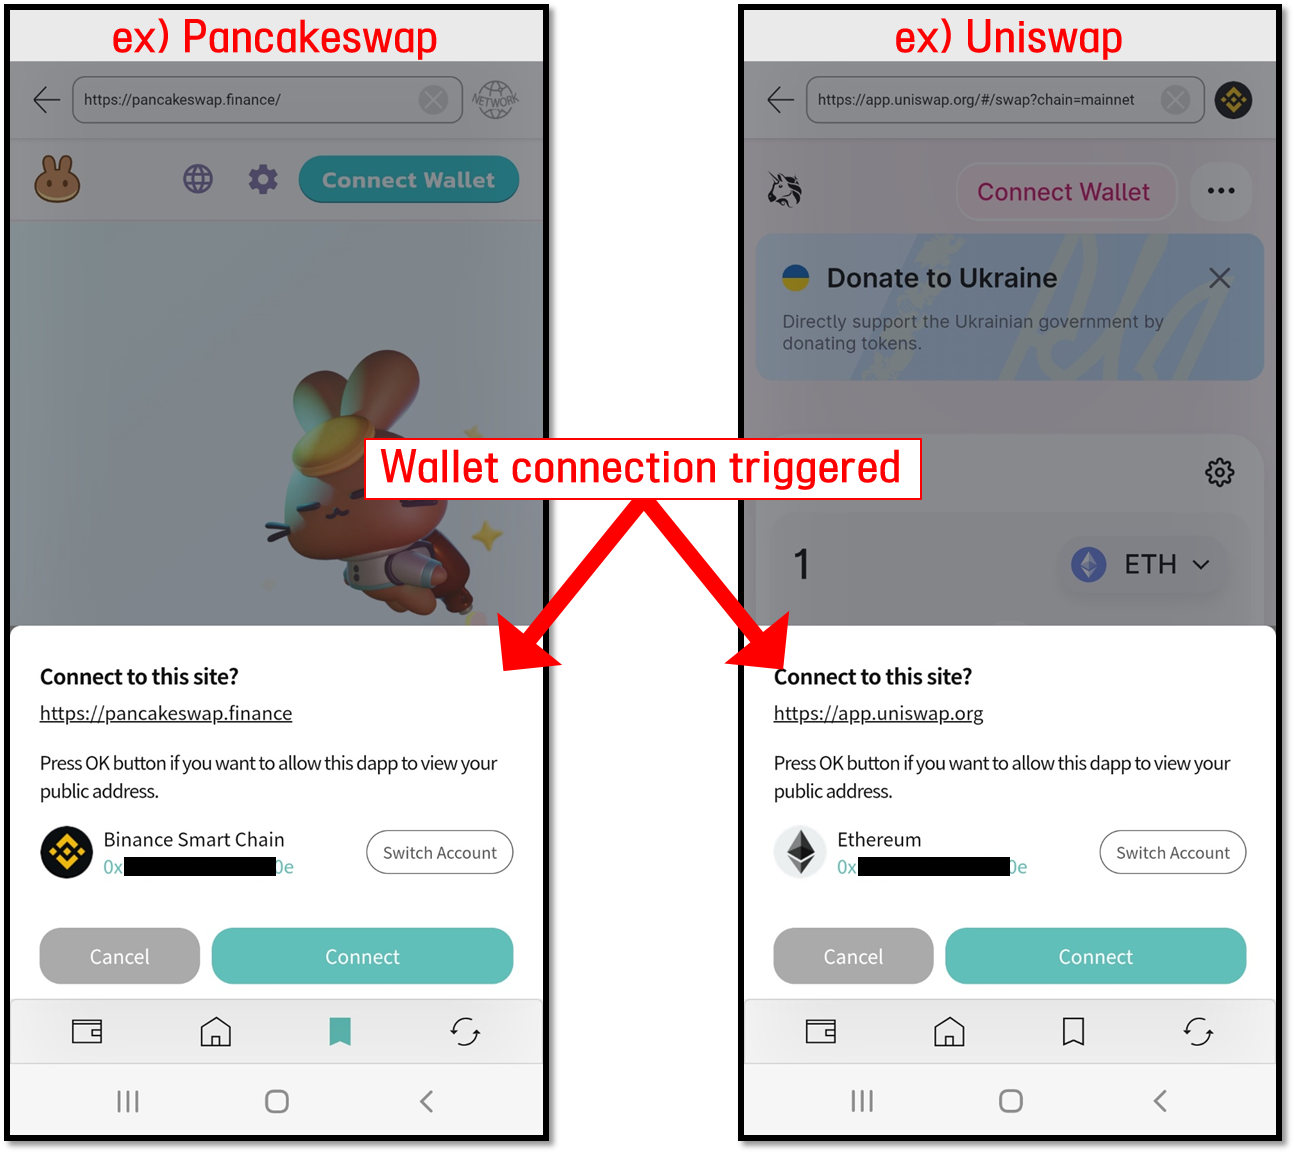 ex) Pancakeswap
https://pancakeswap.finance/
NETWORK
Connect Wallet
Connect to this site?
https://pancakeswap.finance
Press OK button if you want to allow this dapp to view your
public address.
Binance Smart Chain
0x
0e
Switch Account
Cancel
Connect
Wallet connection triggered
ex) Uniswap
https://app.uniswap.org/#/swap?chain=mainnet
Connect Wallet
Donate to Ukraine
Directly support the Ukrainian government by
donating tokens.
1
ETH
Connect to this site?
https://app.uniswap.org
Press OK button if you want to allow this dapp to view your
public address.
Ethereum
0x
0e
Switch Account
Cancel
Connect